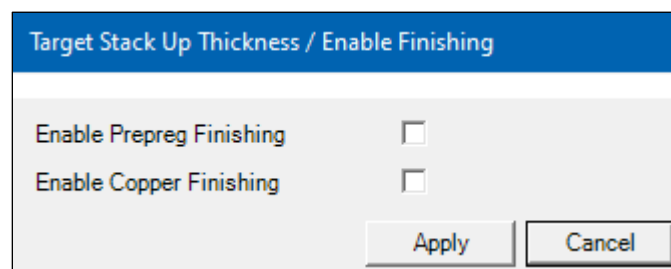 Target Stack Up Thickness / Enable Finishing
Enable Prepreg Finishing
Enable Copper Finishing
Apply Cancel